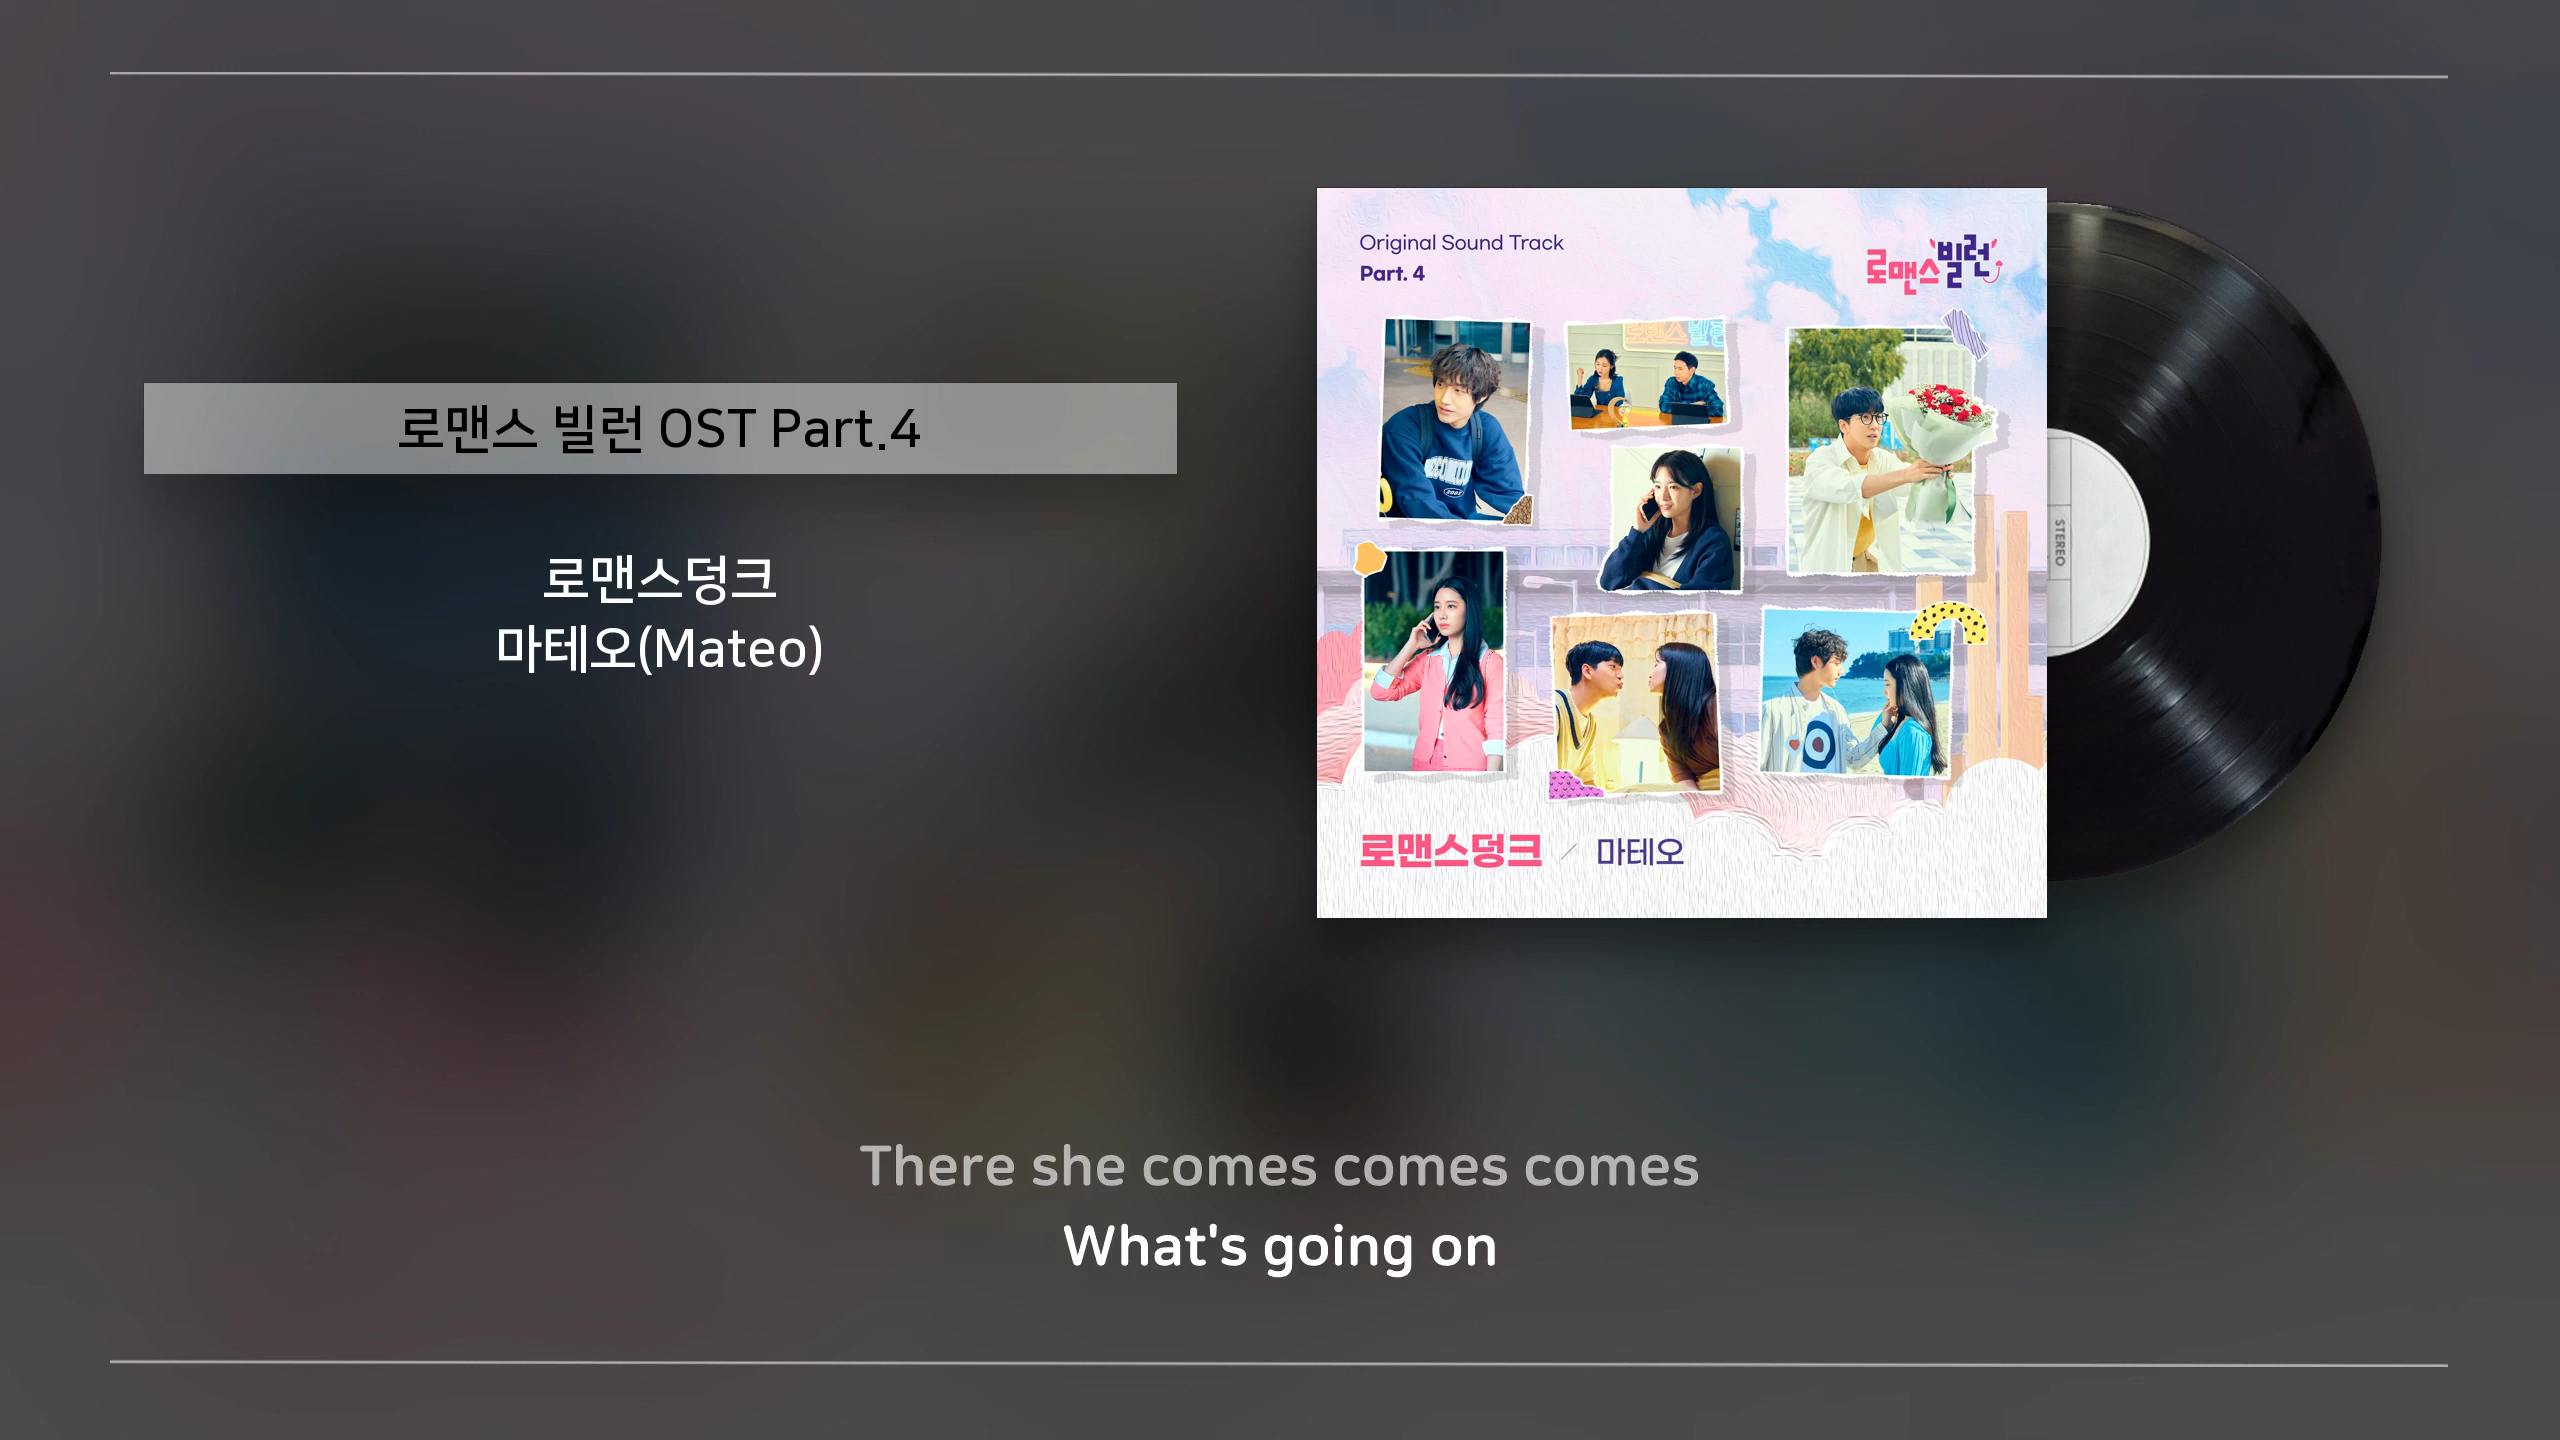 로맨스 빌런 OST Part.4
로맨스덩크
마테오(Mateo)
Original Sound Track
Part. 4
로맨스빌런
로맨스덩크 / 마테오
STEREO
There she comes comes comes
What's going on